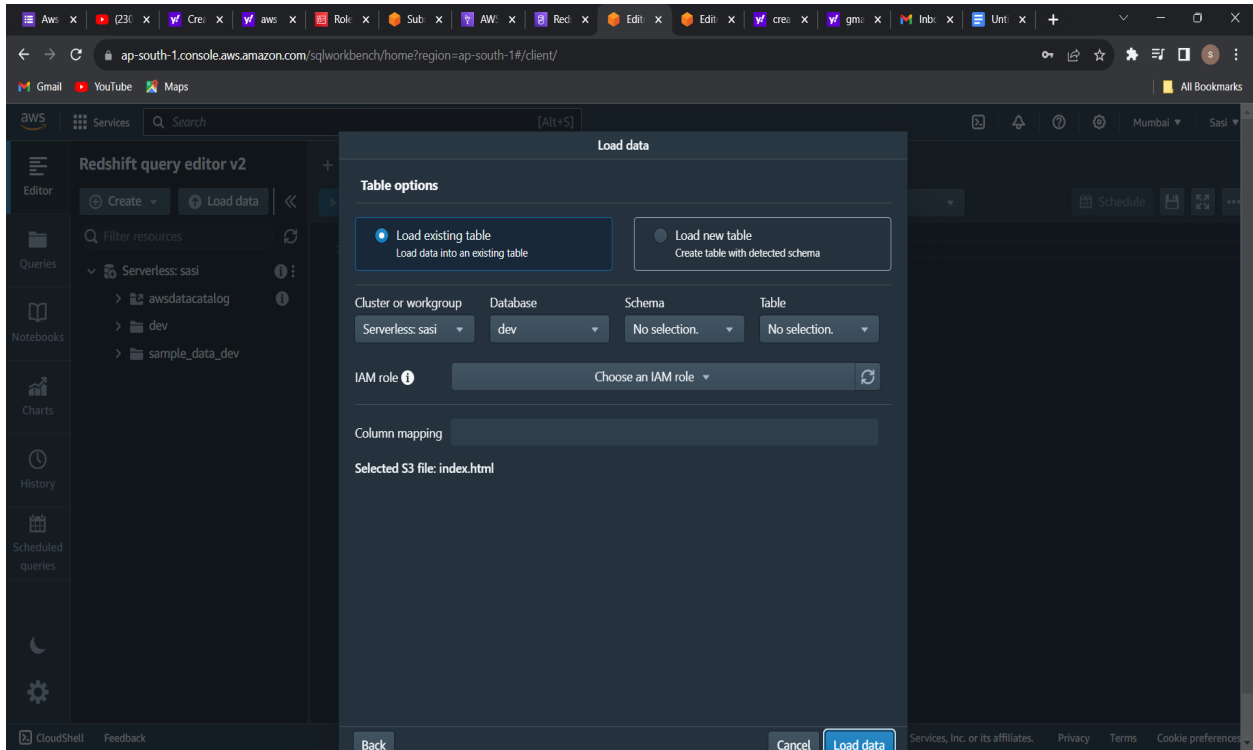 Aws (230 Crea aws Role Sub AWS Red Edit Edit crea gma Inbo Unti
ap-south-1.console.aws.amazon.com/sqlworkbench/home?region=ap-south-1#/client/
Gmail YouTube Maps All Bookmarks
aws Services Search [Alt+S] Mumbai Sasi
Load data
Editor
Redshift query editor v2
Create Load data
Table options
Schedule
Queries
Filter resources
Load existing table
Load data into an existing table
Load new table
Create table with detected schema
Serverless: sasi
awsdatacatalog
dev
sample_data_dev
Notebooks
Cluster or workgroup Database Schema Table
Serverless: sasi dev No selection. No selection.
IAM role Choose an IAM role
Charts
Column mapping
Selected S3 file: index.html
History
Scheduled
queries
Back Cancel Load data
CloudShell Feedback Services, Inc. or its affiliates. Privacy Terms Cookie preferences